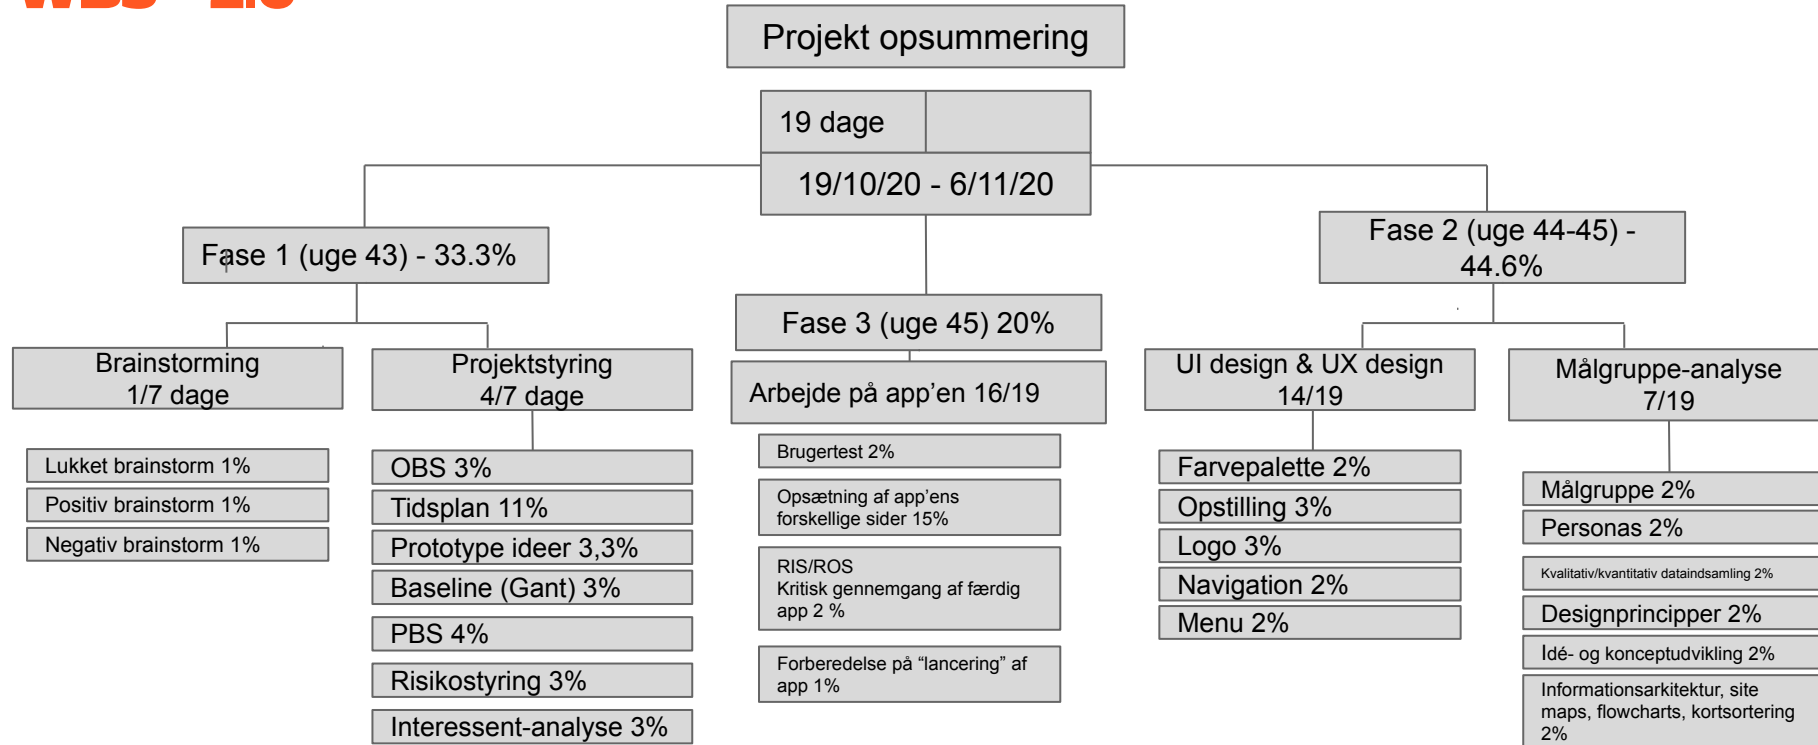 Projekt opsummering
19 dage
19/10/20 - 6/11/20
Fase 1 (uge 43) - 33.3%
Brainstorming
1/7 dage
Lukket brainstorm 1%
Positiv brainstorm 1%
Negativ brainstorm 1%
Projektstyring
4/7 dage
OBS 3%
Tidsplan 11%
Prototype ideer 3,3%
Baseline (Gant) 3%
PBS 4%
Risikostyring 3%
Interessent-analyse 3%
Fase 3 (uge 45) 20%
Arbejde på app’en 16/19
Brugertest 2%
Opsætning af app’ens
forskellige sider 15%
RIS/ROS
Kritisk gennemgang af færdig
app 2 %
Forberedelse på “lancering” af
app 1%
Fase 2 (uge 44-45) -
44.6%
UI design & UX design
14/19
Farvepalette 2%
Opstilling 3%
Logo 3%
Navigation 2%
Menu 2%
Målgruppe-analyse
7/19
Målgruppe 2%
Personas 2%
Kvalitativ/kvantitativ dataindsamling 2%
Designprincipper 2%
Idé- og konceptudvikling 2%
Informationsarkitektur, site
maps, flowcharts, kortsortering
2%